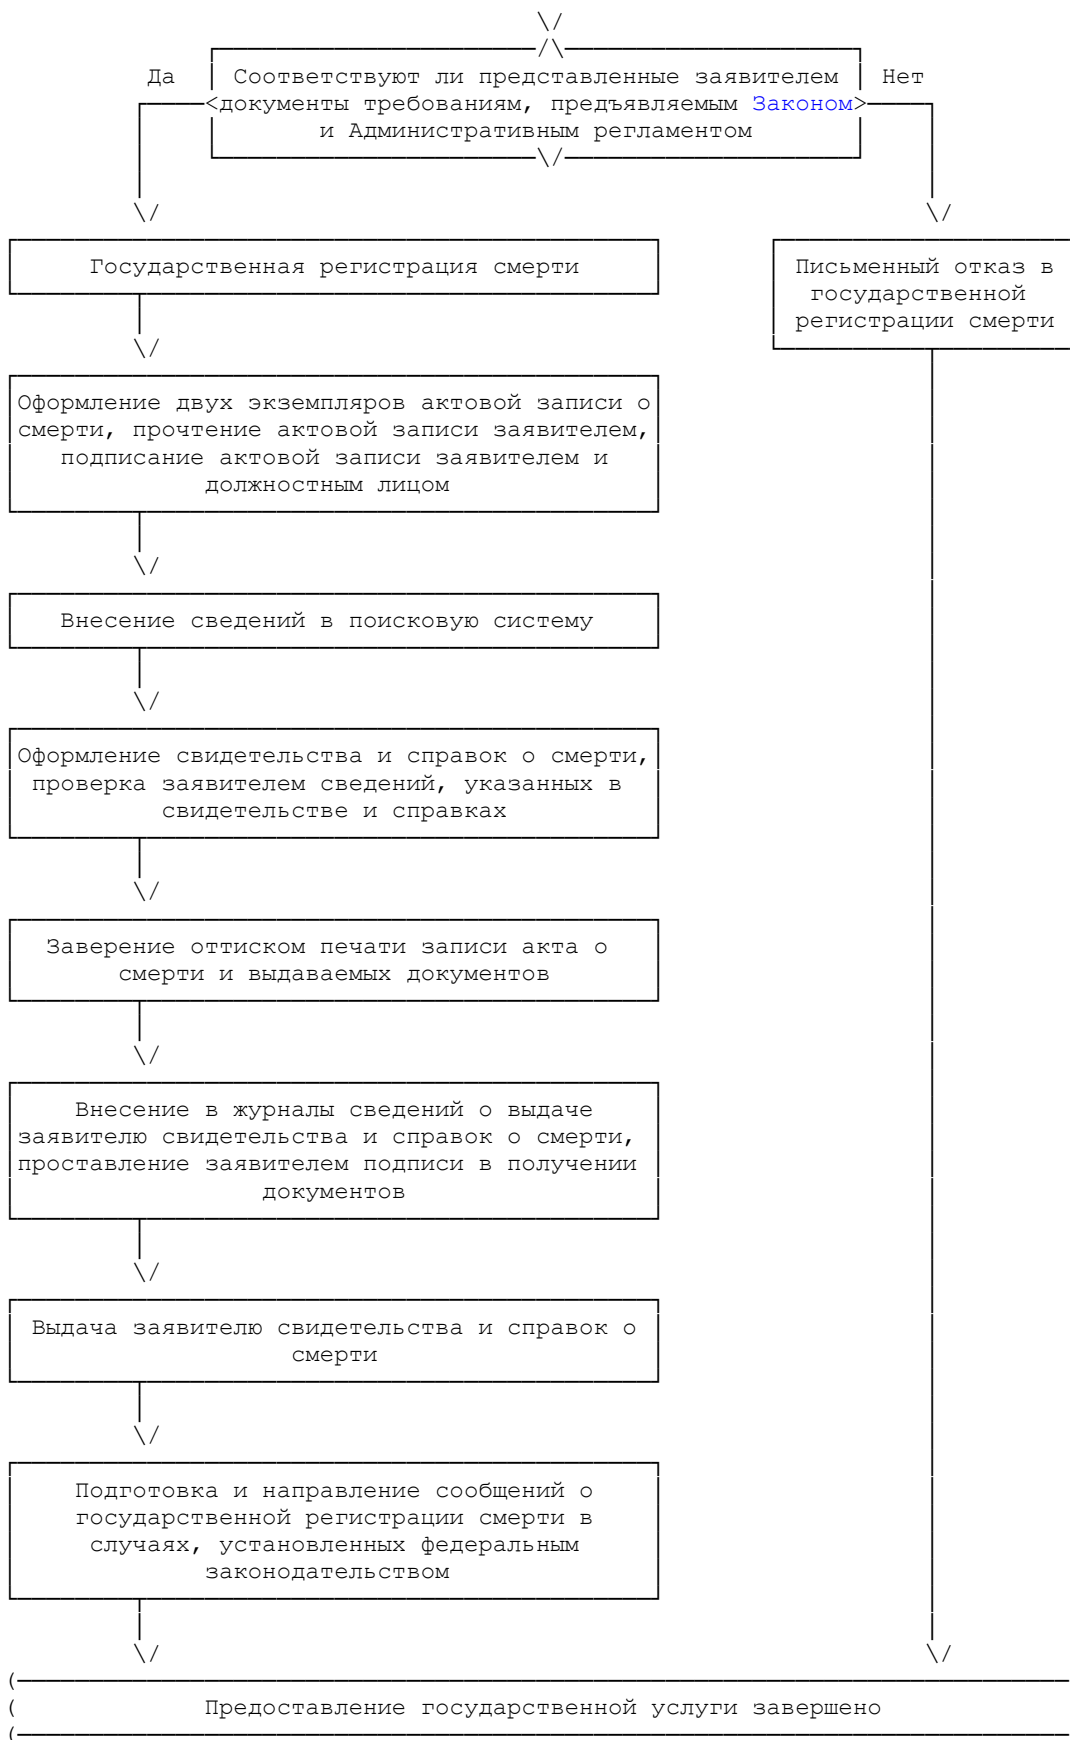 Да
Нет
Соответствуют ли представленные заявителем
документы требованиям, предъявляемым Законом
и Административным регламентом
Государственная регистрация смерти
Письменный отказ в
государственной
регистрации смерти
Оформление двух экземпляров актовой записи о
смерти, прочтение актовой записи заявителем,
подписание актовой записи заявителем и
должностным лицом
Внесение сведений в поисковую систему
Оформление свидетельства и справок о смерти,
проверка заявителем сведений, указанных в
свидетельстве и справках
Заверение оттиском печати записи акта о
смерти и выдаваемых документов
Внесение в журналы сведений о выдаче
заявителю свидетельства и справок о смерти,
проставление заявителем подписи в получении
документов
Выдача заявителю свидетельства и справок о
смерти
Подготовка и направление сообщений о
государственной регистрации смерти в
случаях, установленных федеральным
законодательством
Предоставление государственной услуги завершено